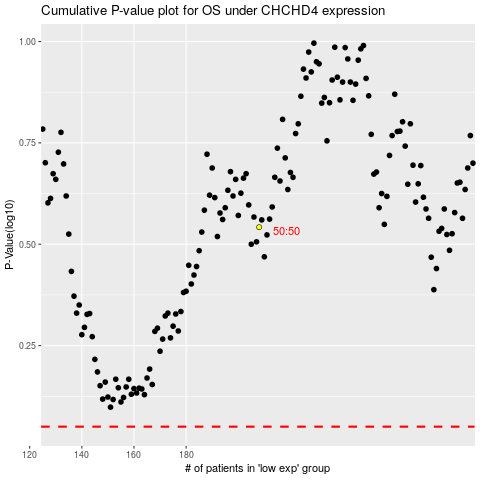 Cumulative P-value plot for OS under CHCHD4 expression
P-Value(log10)
1.00
0.75
0.50
0.25
50:50
120 140 160 180
# of patients in 'low exp' group